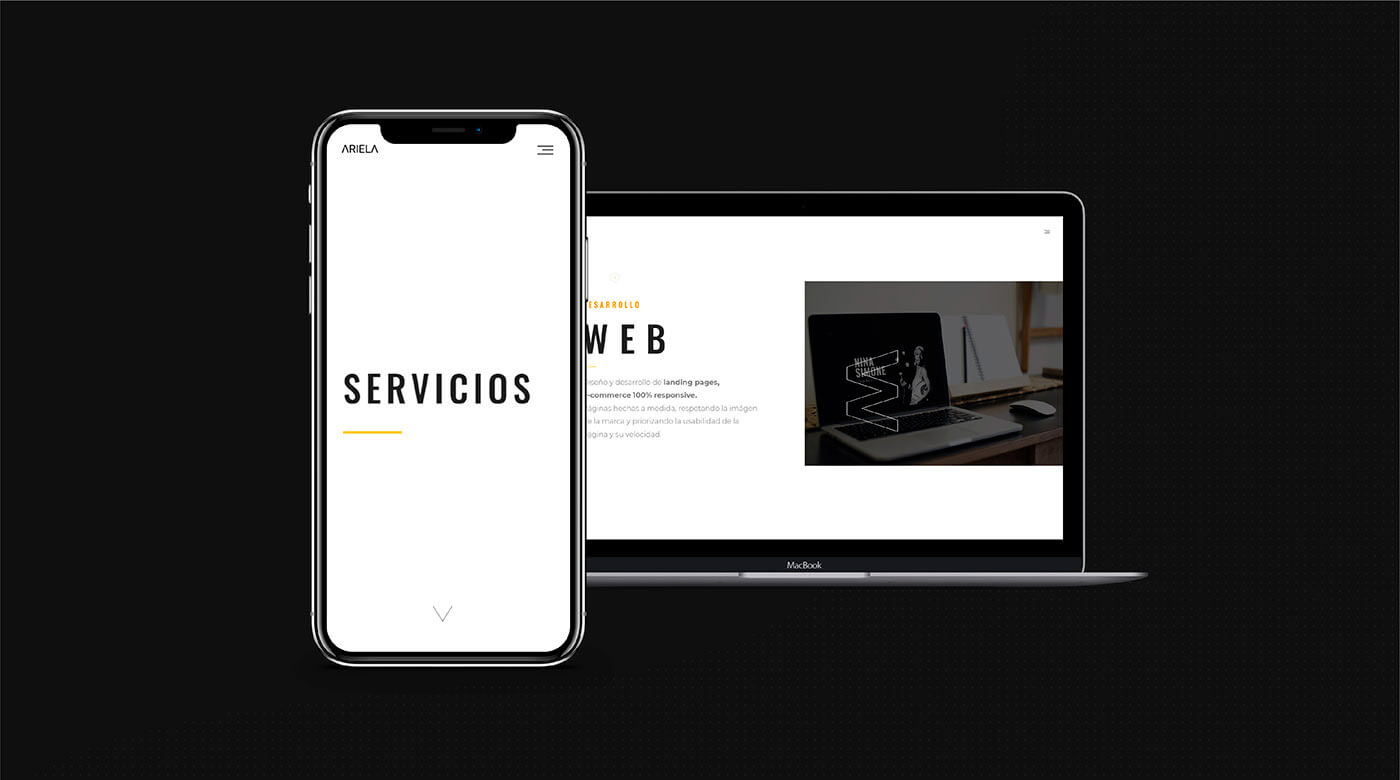 ARIELA
SERVICIOS
ESARROLLO
WEB
iseño y desarrollo de landing pages,
-commerce 100% responsive.
áginas hechas a medida, respetando la imágen
e la marca y priorizando la usabilidad de la
ágina y su velocidad.
NINA
SIMONE
MacBook